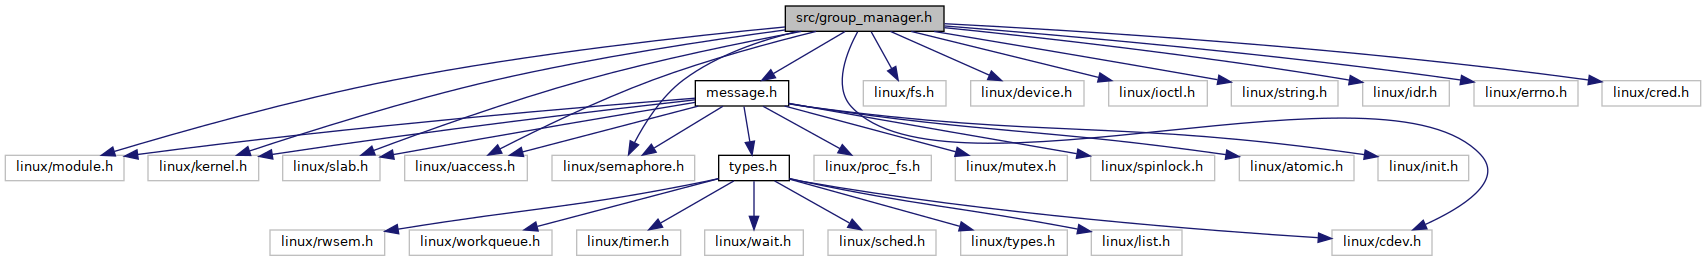 src/group_manager.h
message.h
linux/fs.h
linux/device.h
linux/ioctl.h
linux/string.h
linux/idr.h
linux/errno.h
linux/cred.h
linux/module.h
linux/kernel.h
linux/slab.h
linux/uaccess.h
linux/semaphore.h
types.h
linux/proc_fs.h
linux/mutex.h
linux/spinlock.h
linux/atomic.h
linux/init.h
linux/rwsem.h
linux/workqueue.h
linux/timer.h
linux/wait.h
linux/sched.h
linux/types.h
linux/list.h
linux/cdev.h